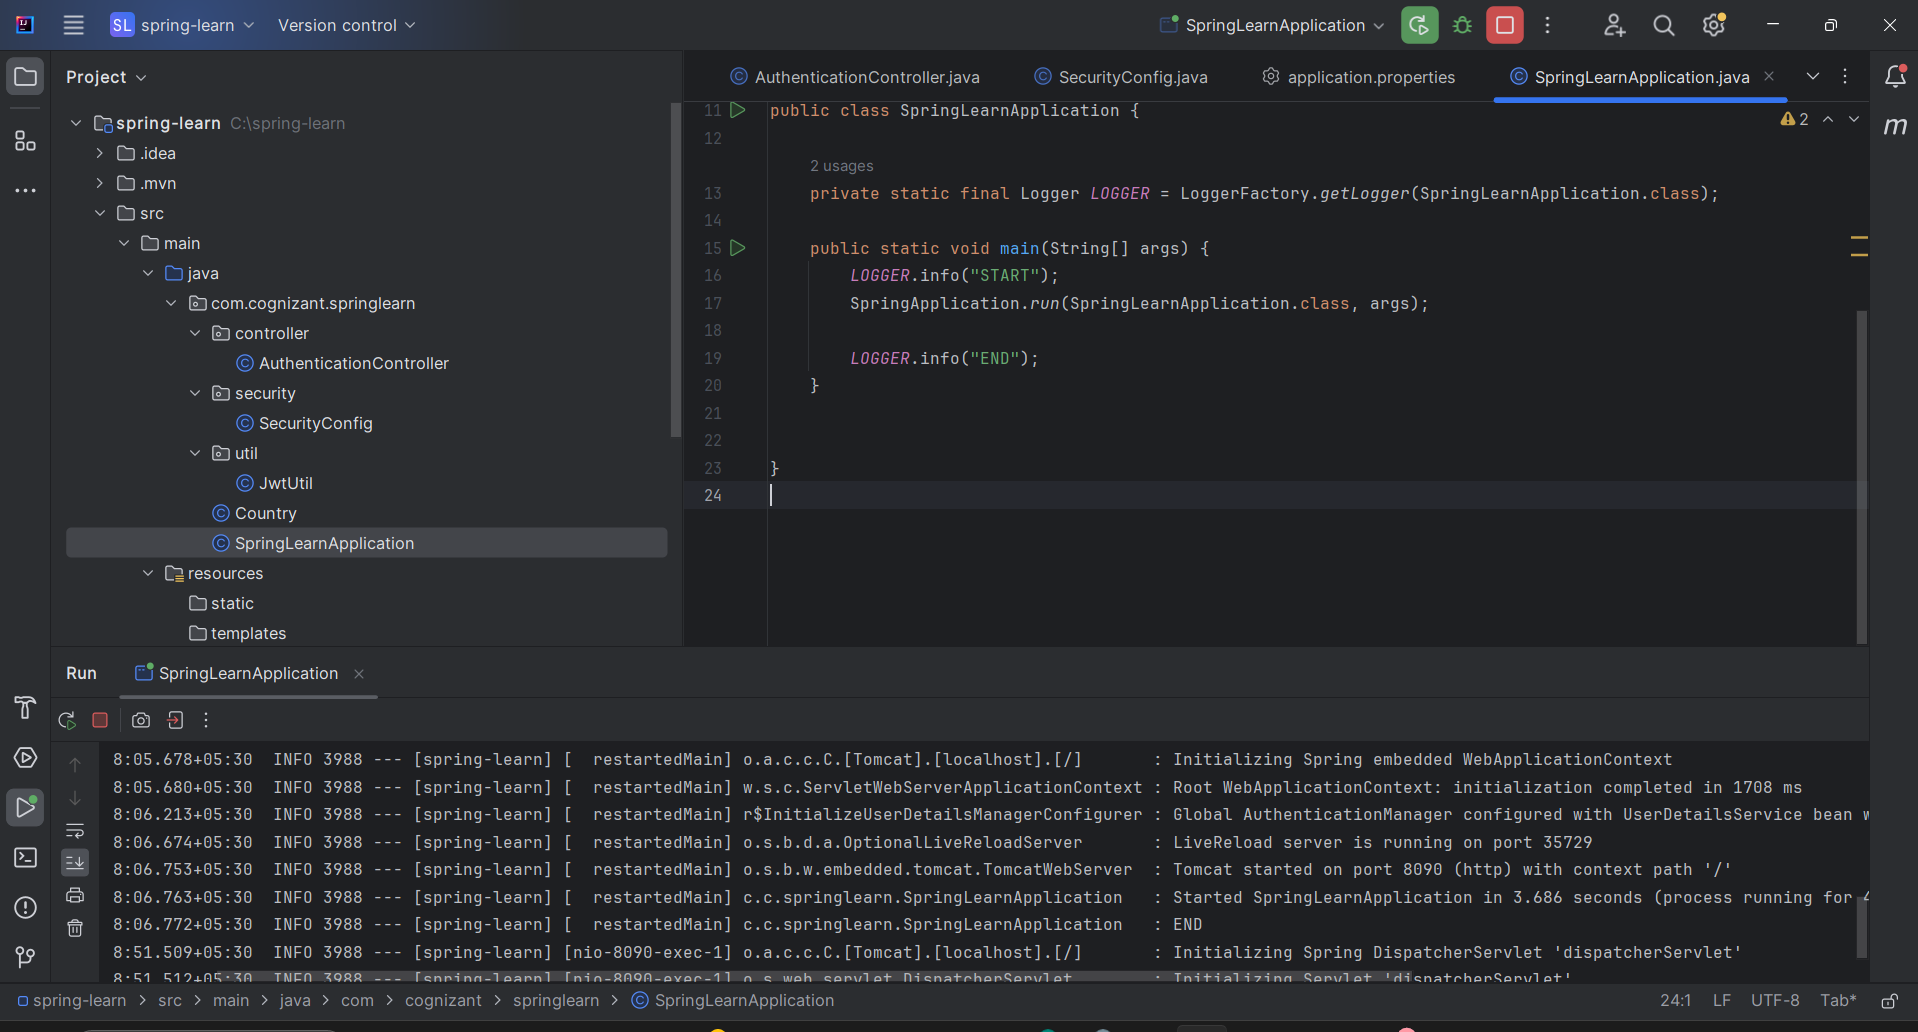 SL spring-learn Version control SpringLearnApplication
Project
spring-learn C:\spring-learn
.idea
.mvn
src
main
java
com.cognizant.springlearn
controller
AuthenticationController
security
SecurityConfig
util
JwtUtil
Country
SpringLearnApplication
resources
static
templates
AuthenticationController.java SecurityConfig.java application.properties SpringLearnApplication.java
2
11 public class SpringLearnApplication {
12
2 usages
13 private static final Logger LOGGER = LoggerFactory.getLogger(SpringLearnApplication.class);
14
15 public static void main(String[] args) {
16 LOGGER.info("START");
17 SpringApplication.run(SpringLearnApplication.class, args);
18
19 LOGGER.info("END");
20 }
21
22
23 }
24
Run SpringLearnApplication
8:05.678+05:30 INFO 3988 --- [spring-learn] [ restartedMain] o.a.c.c.C.[Tomcat].[localhost].[/] : Initializing Spring embedded WebApplicationContext
8:05.680+05:30 INFO 3988 --- [spring-learn] [ restartedMain] w.s.c.ServletWebServerApplicationContext : Root WebApplicationContext: initialization completed in 1708 ms
8:06.213+05:30 INFO 3988 --- [spring-learn] [ restartedMain] r$InitializeUserDetailsManagerConfigurer : Global AuthenticationManager configured with UserDetailsService bean w
8:06.674+05:30 INFO 3988 --- [spring-learn] [ restartedMain] o.s.b.d.a.OptionalLiveReloadServer : LiveReload server is running on port 35729
8:06.753+05:30 INFO 3988 --- [spring-learn] [ restartedMain] o.s.b.w.embedded.tomcat.TomcatWebServer : Tomcat started on port 8090 (http) with context path '/'
8:06.763+05:30 INFO 3988 --- [spring-learn] [ restartedMain] c.c.springlearn.SpringLearnApplication : Started SpringLearnApplication in 3.686 seconds (process running for 4
8:06.772+05:30 INFO 3988 --- [spring-learn] [ restartedMain] c.c.springlearn.SpringLearnApplication : END
8:51.509+05:30 INFO 3988 --- [spring-learn] [nio-8090-exec-1] o.a.c.c.C.[Tomcat].[localhost].[/] : Initializing Spring DispatcherServlet 'dispatcherServlet'
8:51.512+05:30 INFO 3988 --- [spring-learn] [nio-8090-exec-1] o.s.web.servlet.DispatcherServlet : Initializing Servlet 'dispatcherServlet'
spring-learn > src > main > java > com > cognizant > springlearn > SpringLearnApplication 24:1 LF UTF-8 Tab*